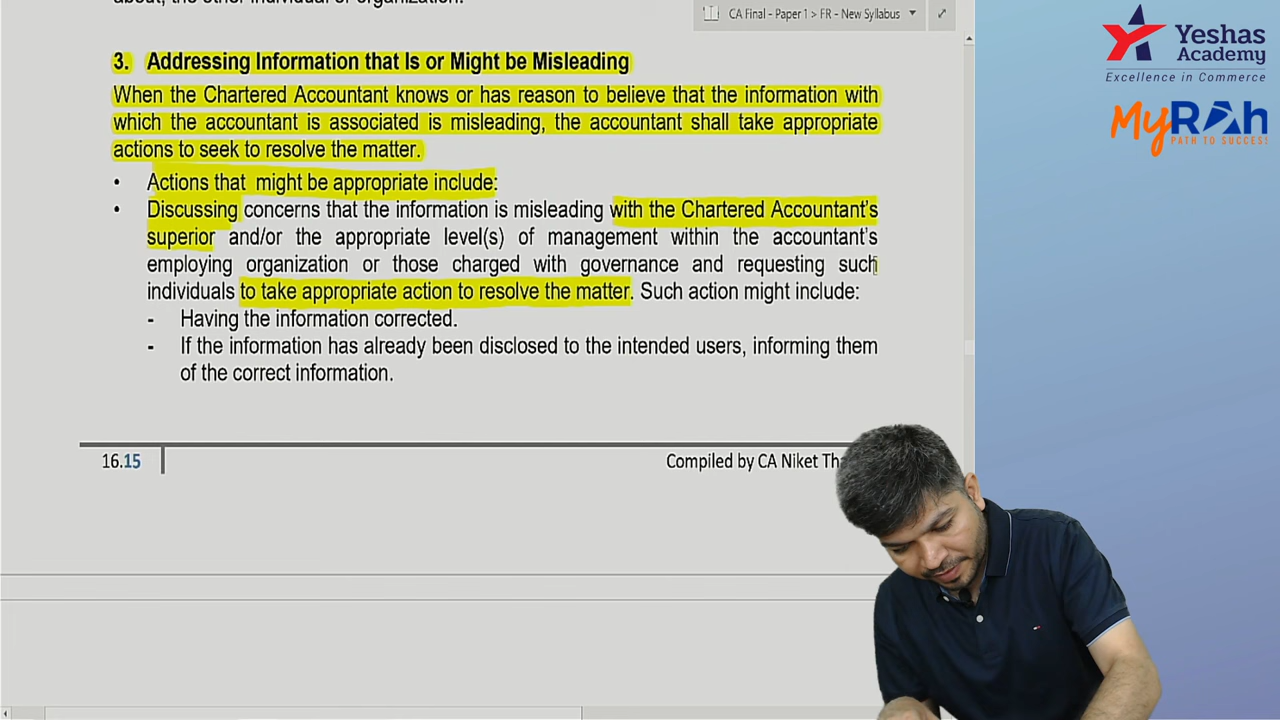 about, the other individual or organization.
CA Final - Paper 1 > FR - New Syllabus
Yeshas
Academy
Excellence in Commerce
MyRAh
PATH TO SUCCESS
3. Addressing Information that Is or Might be Misleading
When the Chartered Accountant knows or has reason to believe that the information with
which the accountant is associated is misleading, the accountant shall take appropriate
actions to seek to resolve the matter.
• Actions that might be appropriate include:
• Discussing concerns that the information is misleading with the Chartered Accountant's
superior and/or the appropriate level(s) of management within the accountant's
employing organization or those charged with governance and requesting such
individuals to take appropriate action to resolve the matter. Such action might include:
- Having the information corrected.
- If the information has already been disclosed to the intended users, informing them
of the correct information.
16.15
Compiled by CA Niket